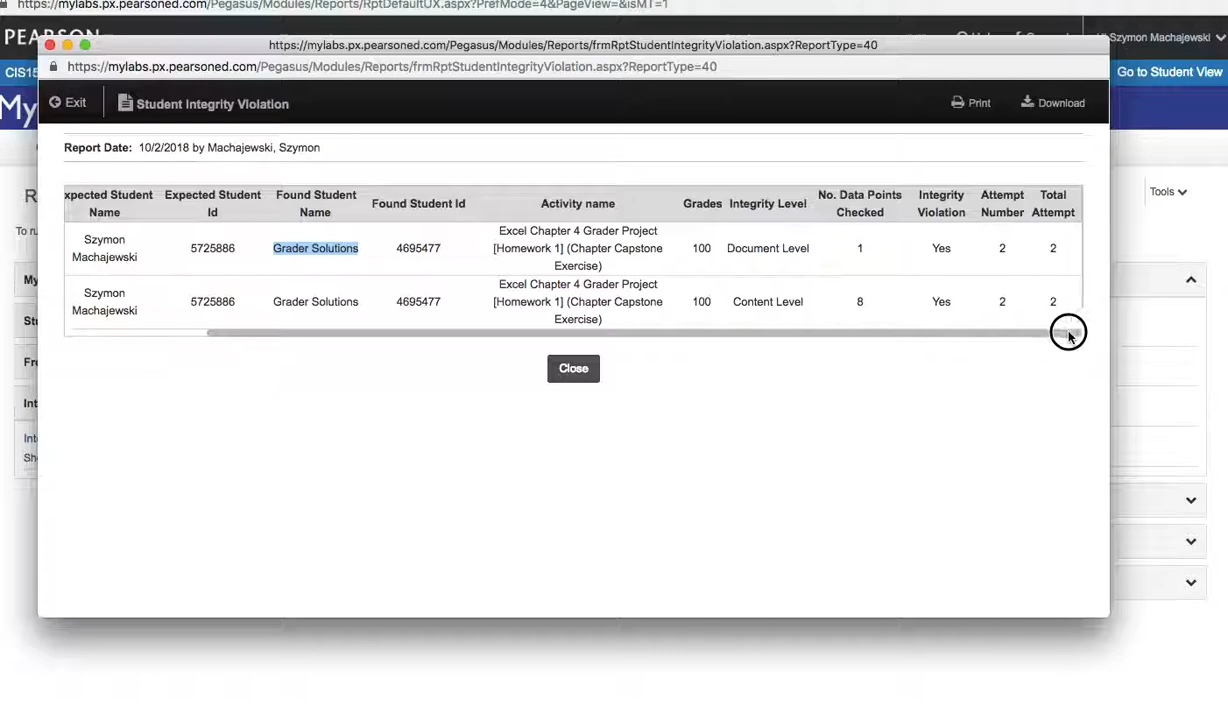 https://mylabs.px.pearsoned.com/Pegasus/Modules/Reports/RptDefaultUX.aspx?PrefMode=4&PageView=&isMT=1
PEARSON
Szymon Machajewski
https://mylabs.px.pearsoned.com/Pegasus/Modules/Reports/frmRptStudentIntegrityViolation.aspx?ReportType=40
https://mylabs.px.pearsoned.com/Pegasus/Modules/Reports/frmRptStudentIntegrityViolation.aspx?ReportType=40
CIS15
Go to Student View
My
Exit
Student Integrity Violation
Print
Download
Report Date: 10/2/2018 by Machajewski, Szymon
Tools
R
To ru
xpected Student Name
Expected Student Id
Found Student Name
Found Student Id
Activity name
Grades
Integrity Level
No. Data Points Checked
Integrity Violation
Attempt Number
Total Attempt
Szymon Machajewski
5725886
Grader Solutions
4695477
Excel Chapter 4 Grader Project
[Homework 1] (Chapter Capstone
Exercise)
100
Document Level
1
Yes
2
2
Szymon Machajewski
5725886
Grader Solutions
4695477
Excel Chapter 4 Grader Project
[Homework 1] (Chapter Capstone
Exercise)
100
Content Level
8
Yes
2
2
Close
My
Stu
Fre
Int
Inte
Sho